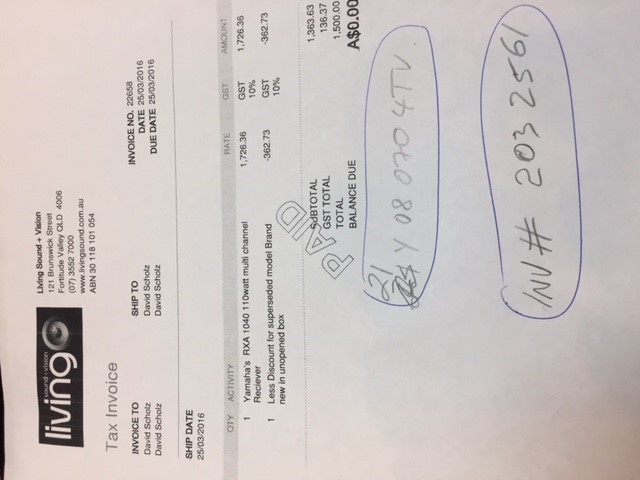 living
sound+vision
Living Sound + Vision
121 Brunswick Street
Fortitude Valley QLD 4006
(07) 3552 7000
www.livingsound.com.au
ABN 30 118 101 054
Tax Invoice
INVOICE TO
David Scholz
David Scholz
SHIP TO
David Scholz
David Scholz
INVOICE NO. 22658
DATE 25/03/2016
DUE DATE 25/03/2016
SHIP DATE
25/03/2016
QTY ACTIVITY RATE GST AMOUNT
1 Yamaha's RXA 1040 110watt multi channel 1,726.36 GST 1,726.36
Reciever 10%
1 Less Discount for superseded model Brand -362.73 GST -362.73
new in unopened box 10%
SUBTOTAL 1,363.63
GST TOTAL 136.37
TOTAL 1,500.00
BALANCE DUE A$0.00
PAID
(21
Y 08 0704TV
INV # 203 2561